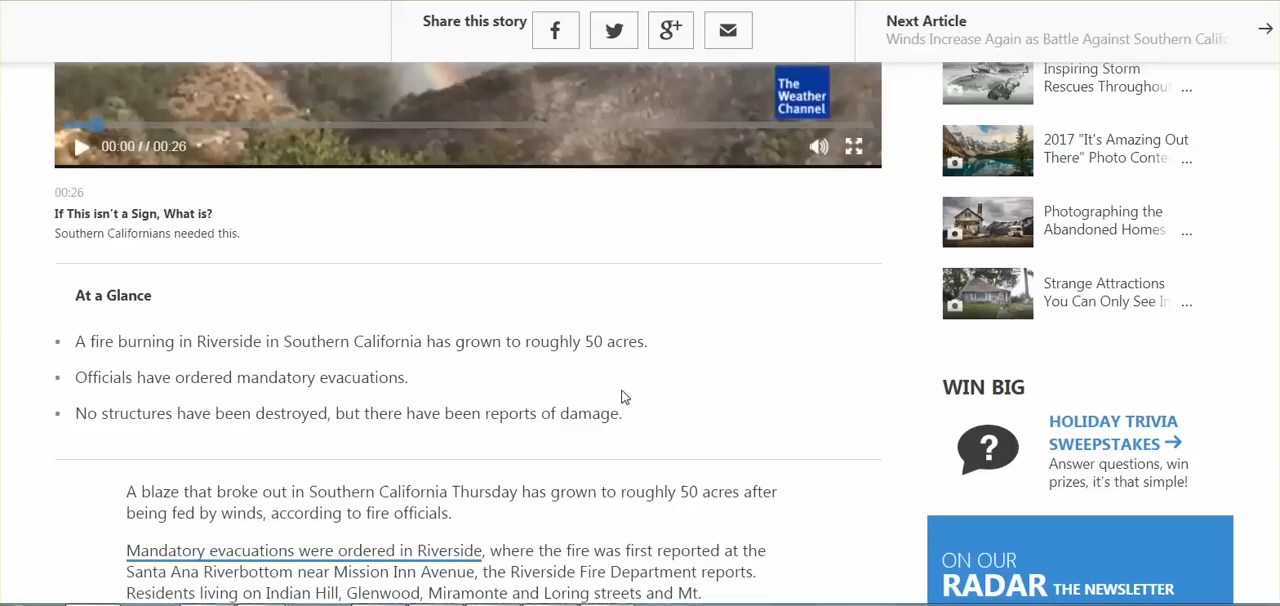 Share this story
Next Article
Winds Increase Again as Battle Against Southern Calif
The
Weather
Channel
00:00 / / 00:26
00:26
If This isn't a Sign, What is?
Southern Californians needed this.
At a Glance
A fire burning in Riverside in Southern California has grown to roughly 50 acres.
Officials have ordered mandatory evacuations.
No structures have been destroyed, but there have been reports of damage.
A blaze that broke out in Southern California Thursday has grown to roughly 50 acres after
being fed by winds, according to fire officials.
Mandatory evacuations were ordered in Riverside, where the fire was first reported at the
Santa Ana Riverbottom near Mission Inn Avenue, the Riverside Fire Department reports.
Residents living on Indian Hill, Glenwood, Miramonte and Loring streets and Mt.
Inspiring Storm
Rescues Throughout ...
2017 "It's Amazing Out
There" Photo Conte ...
Photographing the
Abandoned Homes ...
Strange Attractions
You Can Only See In ...
WIN BIG
HOLIDAY TRIVIA
SWEEPSTAKES
Answer questions, win
prizes, it's that simple!
ON OUR
RADAR THE NEWSLETTER